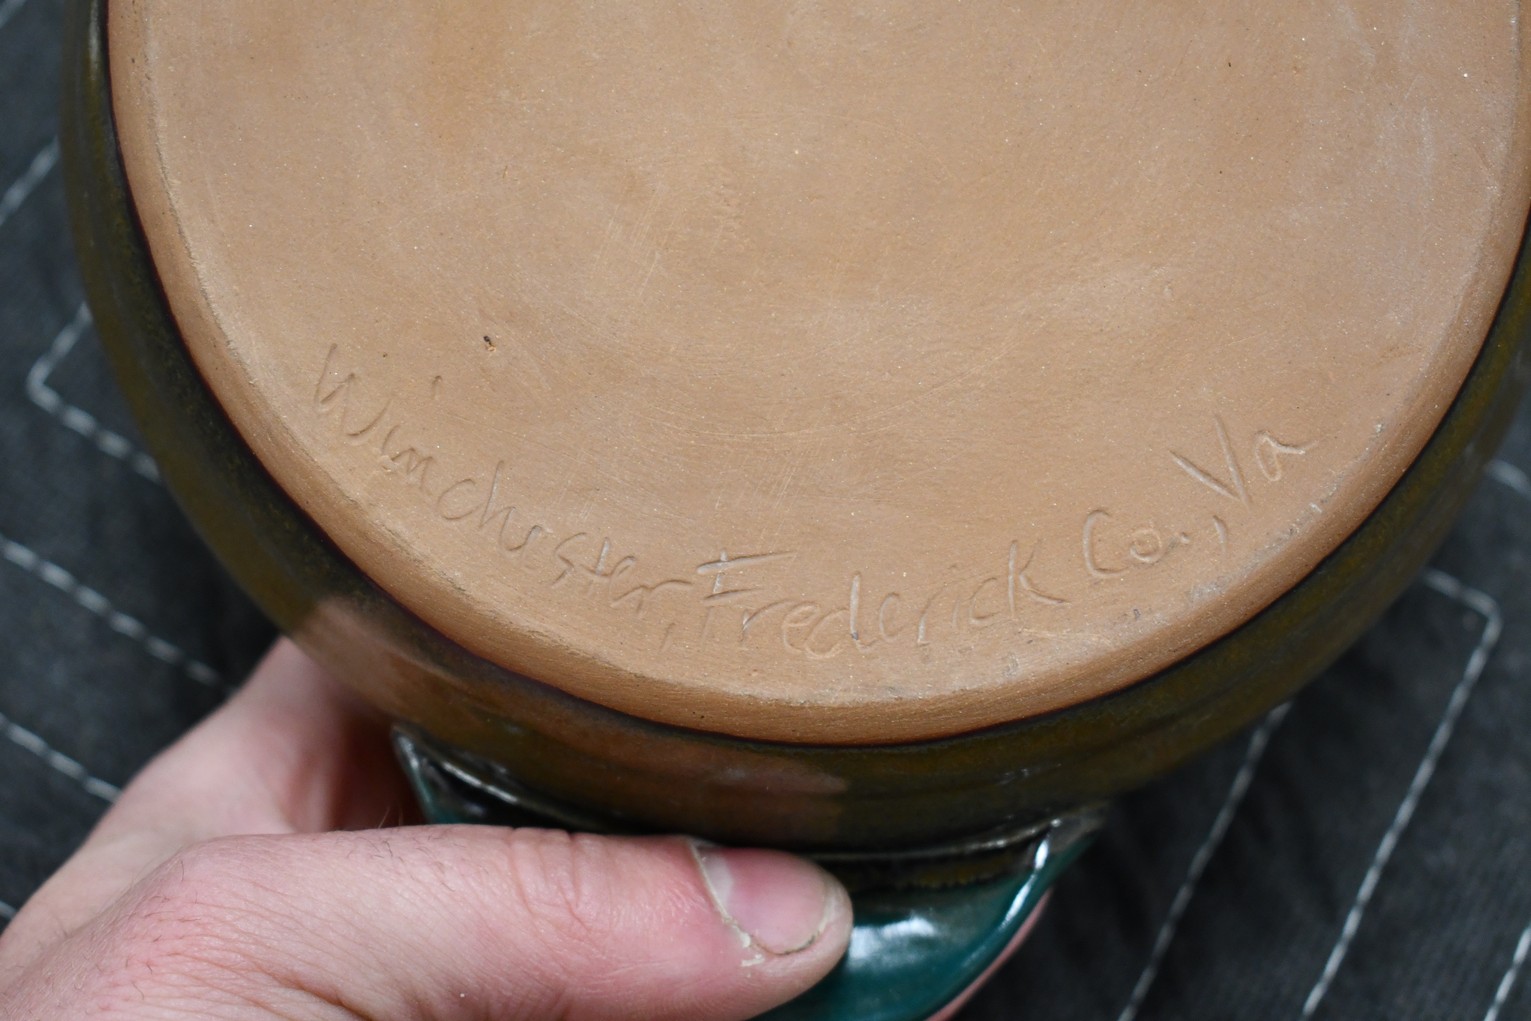 Winchester, Frederick Co., Va